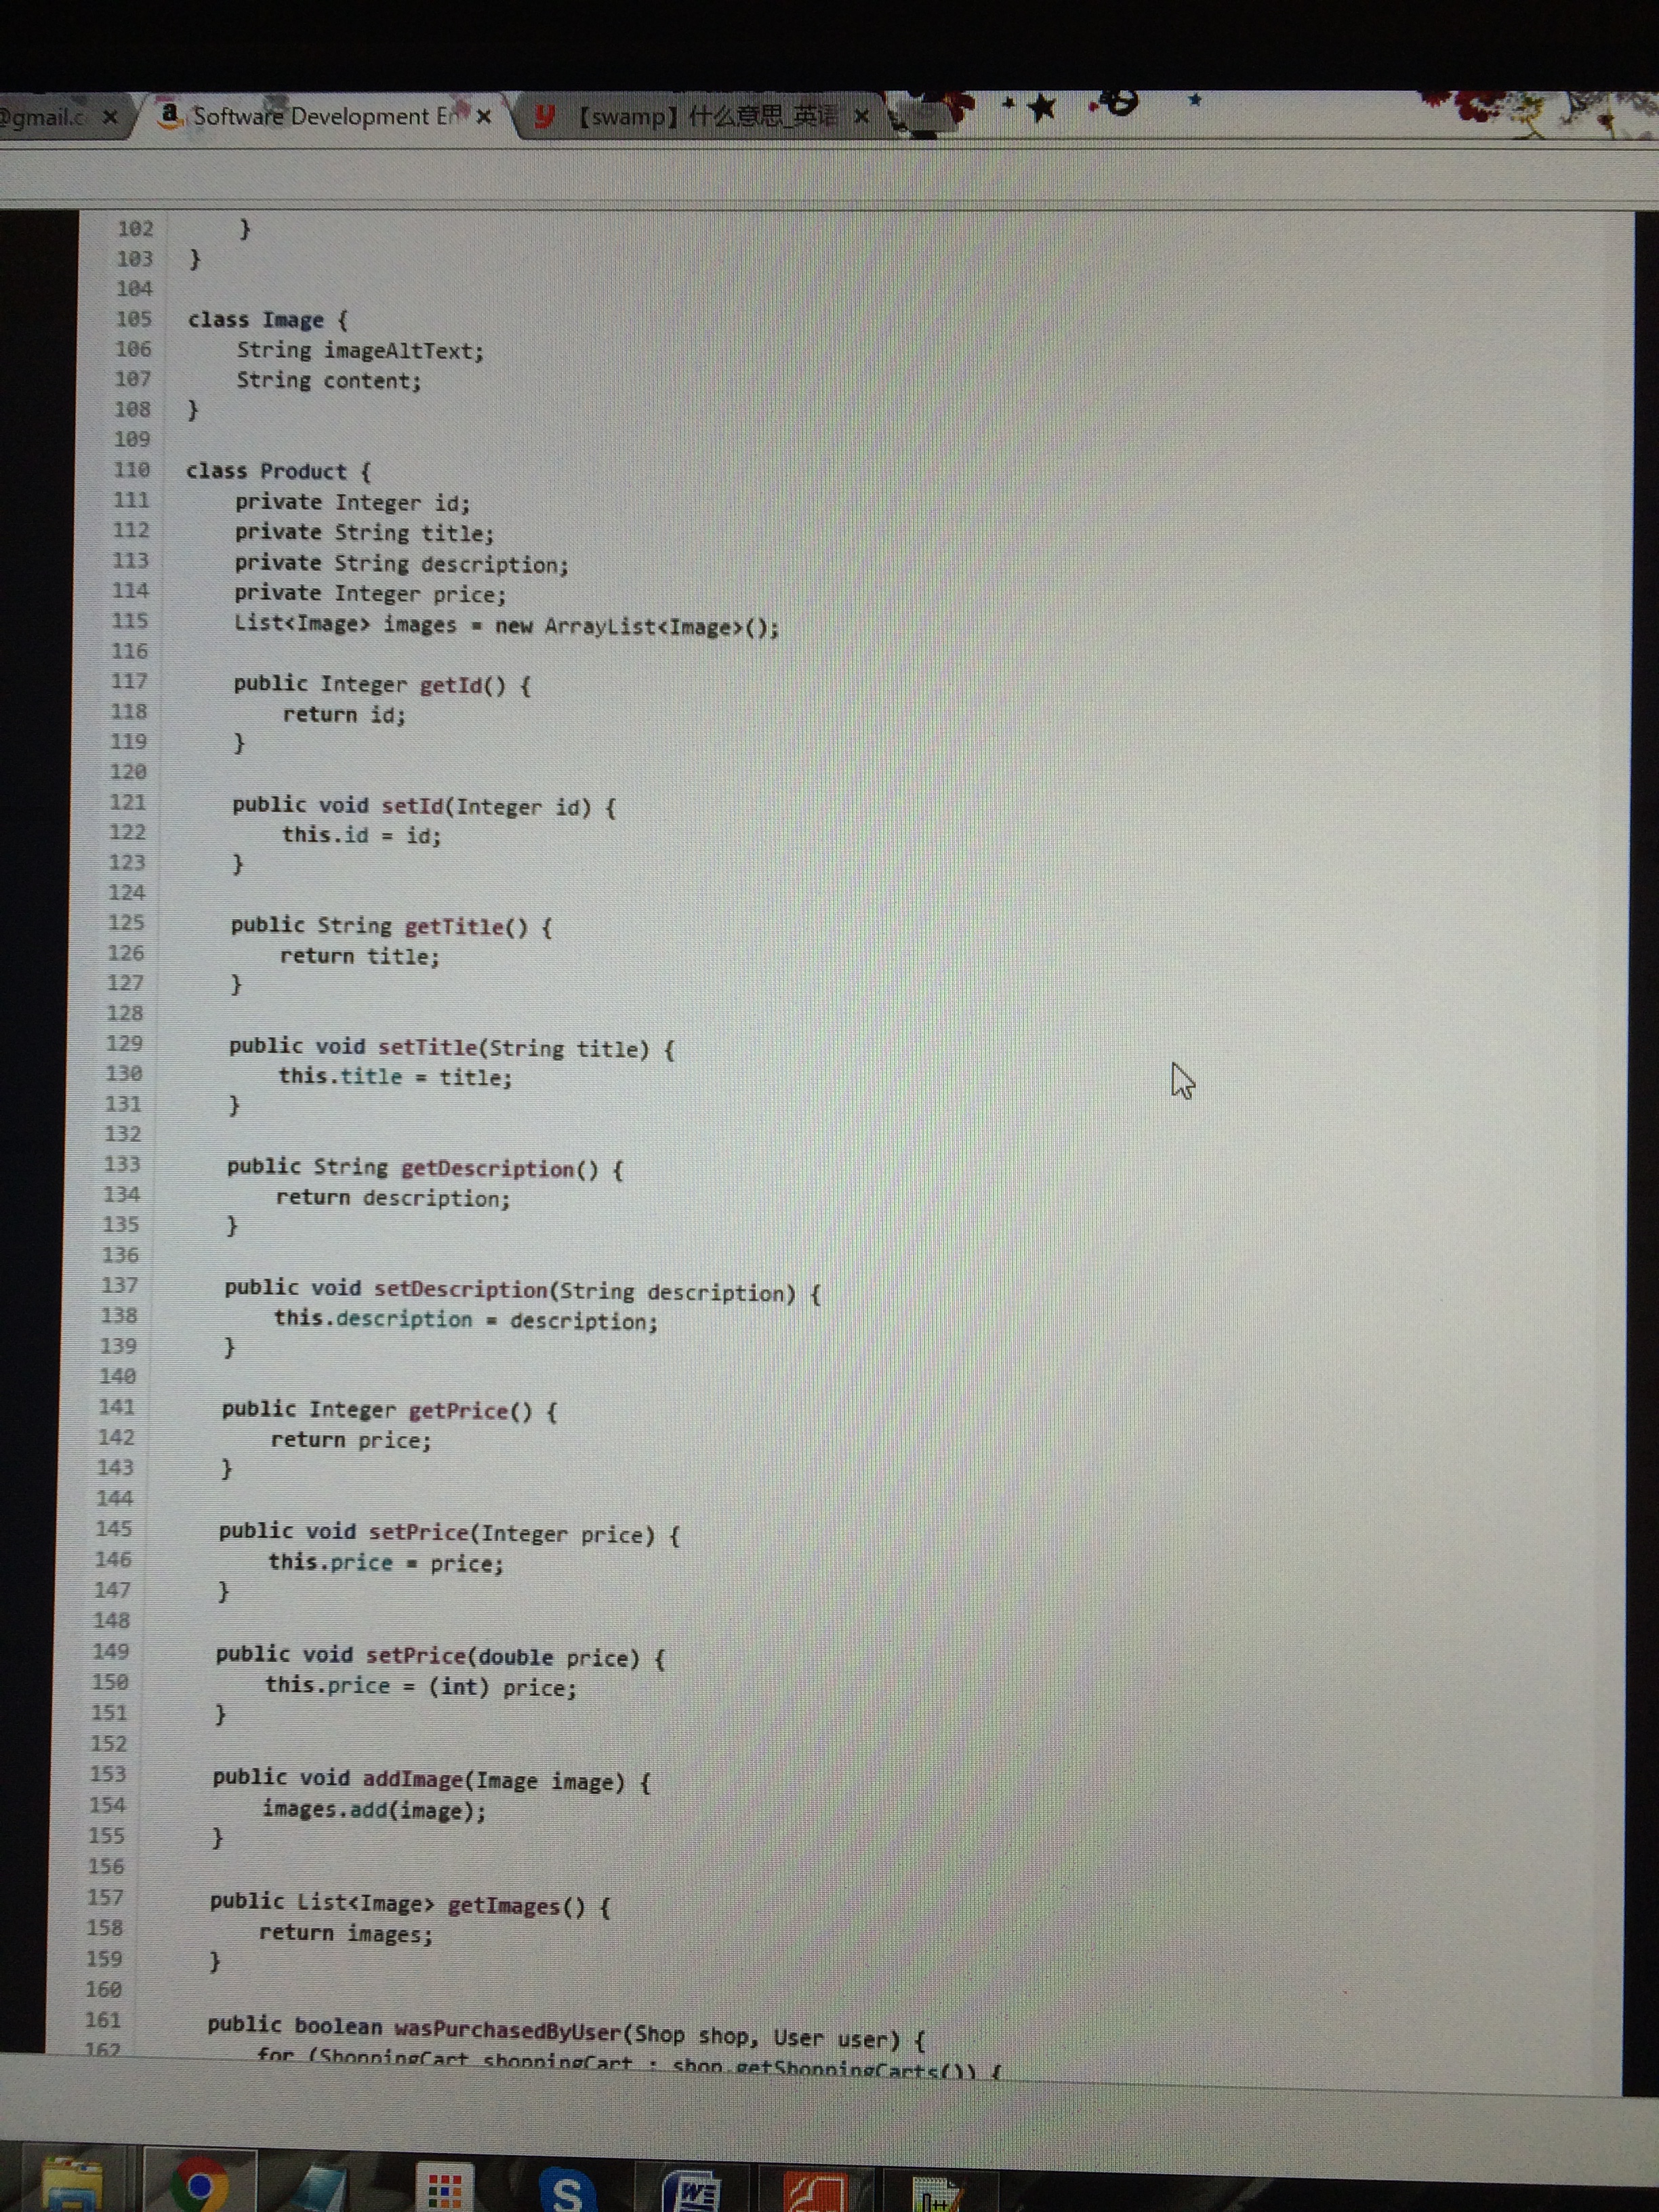 @gmail.c
Software Development En
【swamp】什么意思_英语
102         }
103     }
104
105     class Image {
106         String imageAltText;
107         String content;
108     }
109
110     class Product {
111         private Integer id;
112         private String title;
113         private String description;
114         private Integer price;
115         List<Image> images = new ArrayList<Image>();
116
117         public Integer getId() {
118             return id;
119         }
120
121         public void setId(Integer id) {
122             this.id = id;
123         }
124
125         public String getTitle() {
126             return title;
127         }
128
129         public void setTitle(String title) {
130             this.title = title;
131         }
132
133         public String getDescription() {
134             return description;
135         }
136
137         public void setDescription(String description) {
138             this.description = description;
139         }
140
141         public Integer getPrice() {
142             return price;
143         }
144
145         public void setPrice(Integer price) {
146             this.price = price;
147         }
148
149         public void setPrice(double price) {
150             this.price = (int) price;
151         }
152
153         public void addImage(Image image) {
154             images.add(image);
155         }
156
157         public List<Image> getImages() {
158             return images;
159         }
160
161         public boolean wasPurchasedByUser(Shop shop, User user) {
162             for (ShoppingCart shoppingCart : shop.getShoppingCarts()) {